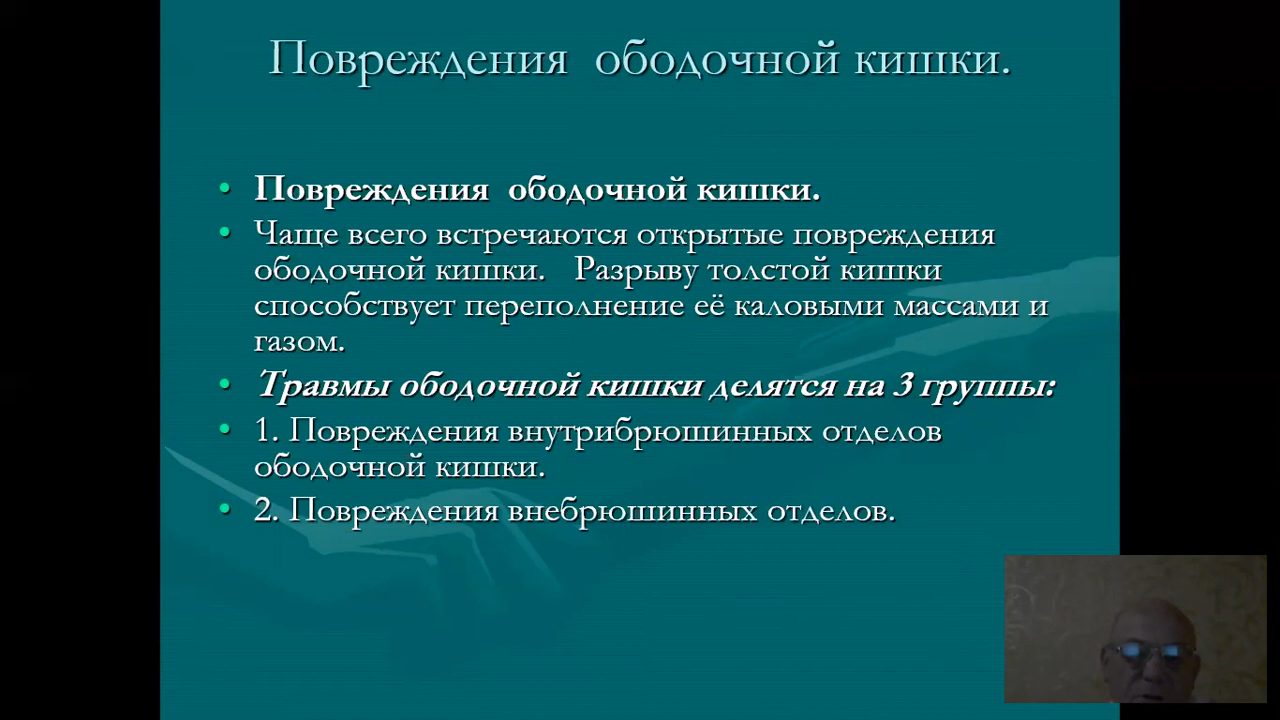 Повреждения ободочной кишки.
• Повреждения ободочной кишки.
• Чаще всего встречаются открытые повреждения
ободочной кишки. Разрыву толстой кишки
способствует переполнение её каловыми массами и
газом.
• Травмы ободочной кишки делятся на 3 группы:
• 1. Повреждения внутрибрюшинных отделов
ободочной кишки.
• 2. Повреждения внебрюшинных отделов.